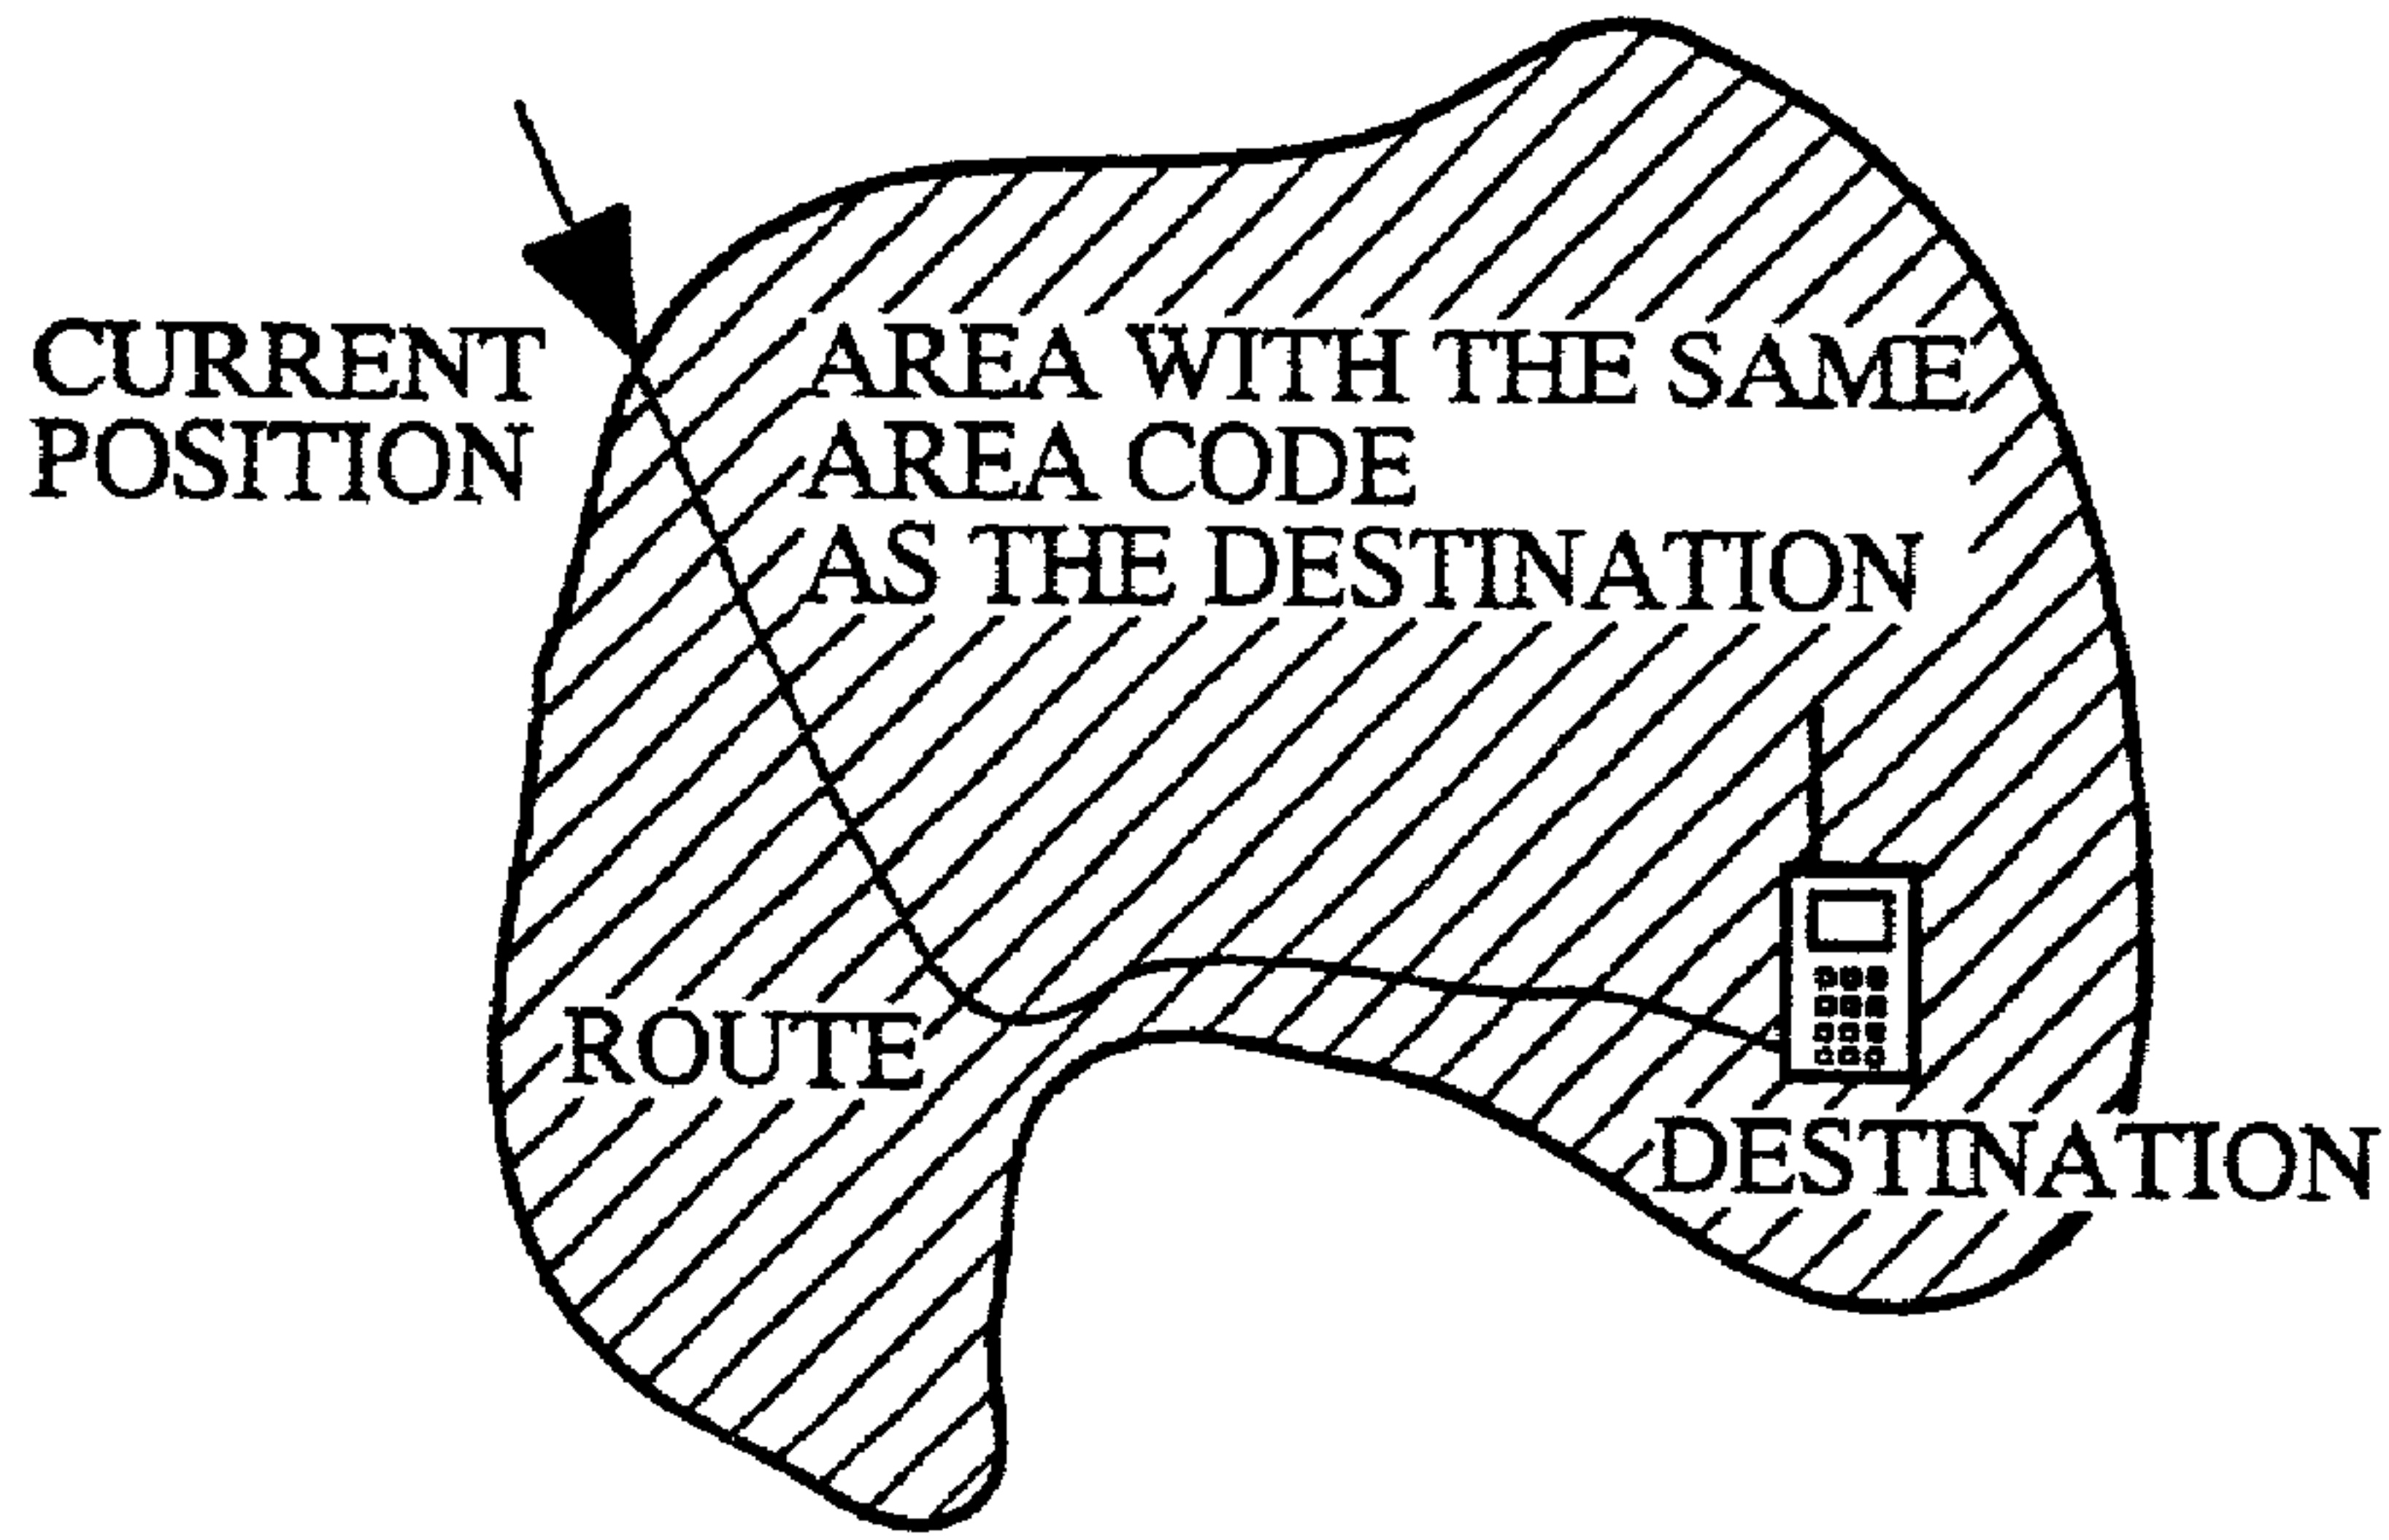 CURRENT
POSITION
AREA WITH THE SAME
AREA CODE
AS THE DESTINATION
ROUTE
DESTINATION